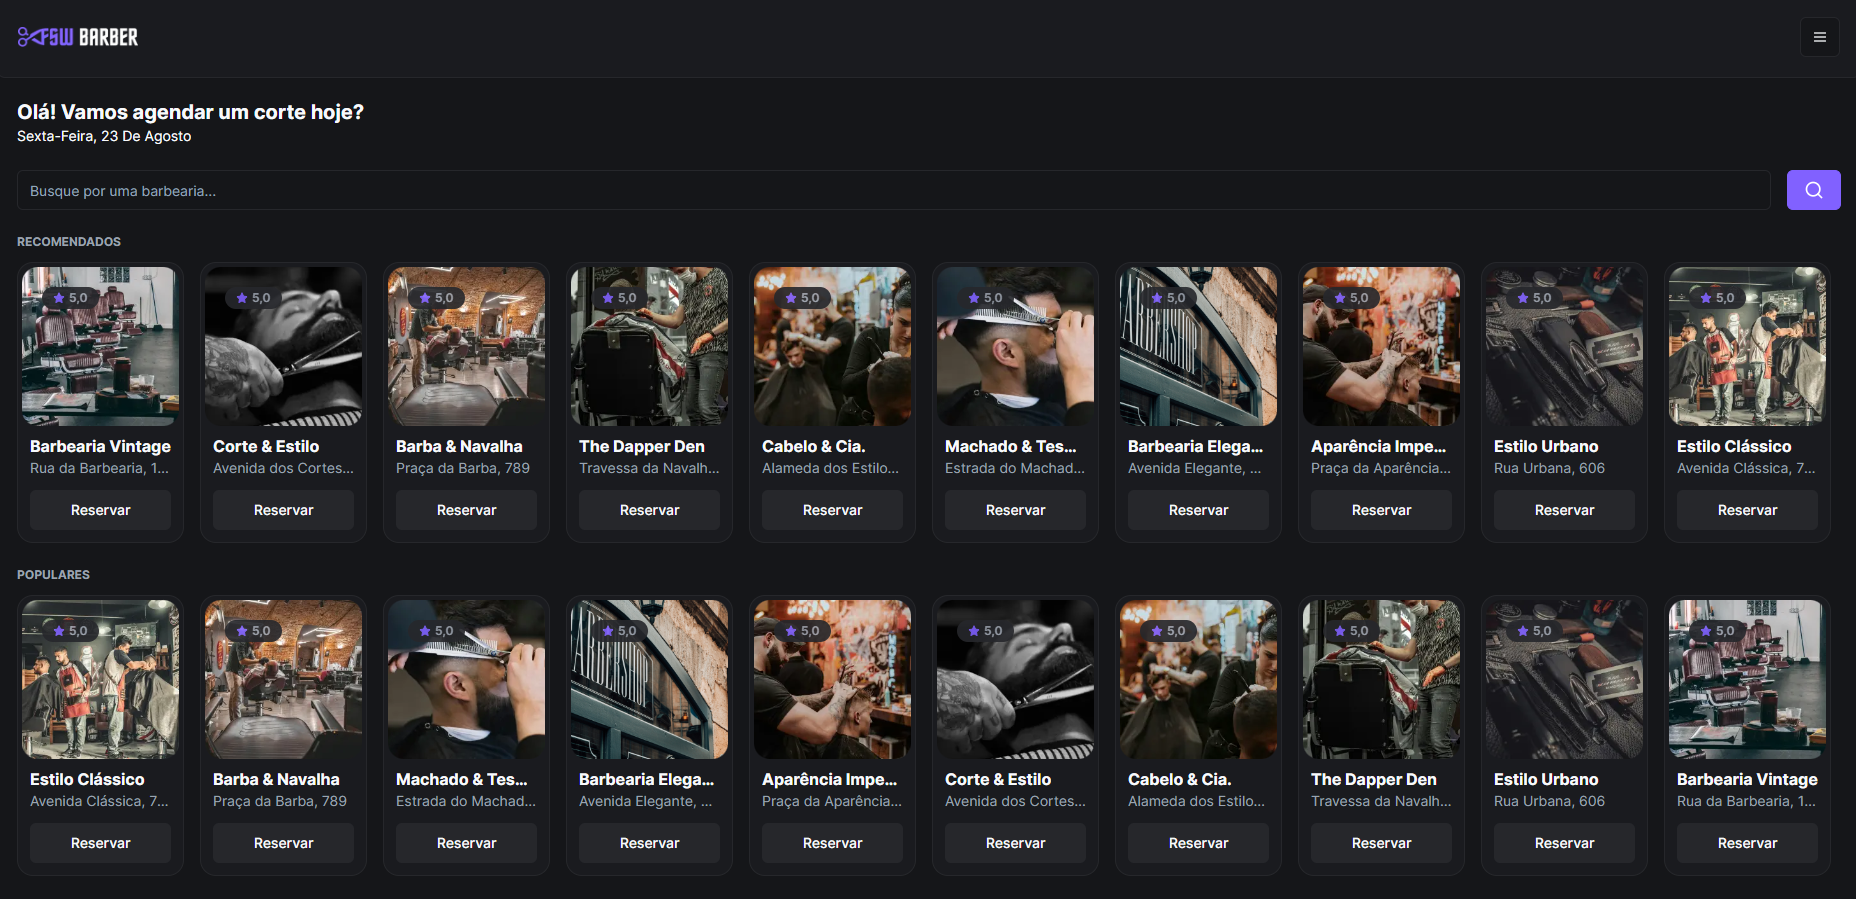 FSW BARBER
Olá! Vamos agendar um corte hoje?
Sexta-Feira, 23 De Agosto
Busque por uma barbearia...
RECOMENDADOS
5,0 5,0 5,0 5,0 5,0 5,0 5,0 5,0 5,0 5,0
BARBERSHOP
Barbearia Vintage Corte & Estilo Barba & Navalha The Dapper Den Cabelo & Cia. Machado & Tes... Barbearia Elega... Aparência Impe... Estilo Urbano Estilo Clássico
Rua da Barbearia, 1... Avenida dos Cortes... Praça da Barba, 789 Travessa da Navalh... Alameda dos Estilo... Estrada do Machad... Avenida Elegante, ... Praça da Aparência... Rua Urbana, 606 Avenida Clássica, 7...
Reservar Reservar Reservar Reservar Reservar Reservar Reservar Reservar Reservar Reservar
POPULARES
5,0 5,0 5,0 5,0 5,0 5,0 5,0 5,0 5,0 5,0
BARBERSHOP
Estilo Clássico Barba & Navalha Machado & Tes... Barbearia Elega... Aparência Impe... Corte & Estilo Cabelo & Cia. The Dapper Den Estilo Urbano Barbearia Vintage
Avenida Clássica, 7... Praça da Barba, 789 Estrada do Machad... Avenida Elegante, ... Praça da Aparência... Avenida dos Cortes... Alameda dos Estilo... Travessa da Navalh... Rua Urbana, 606 Rua da Barbearia, 1...
Reservar Reservar Reservar Reservar Reservar Reservar Reservar Reservar Reservar Reservar